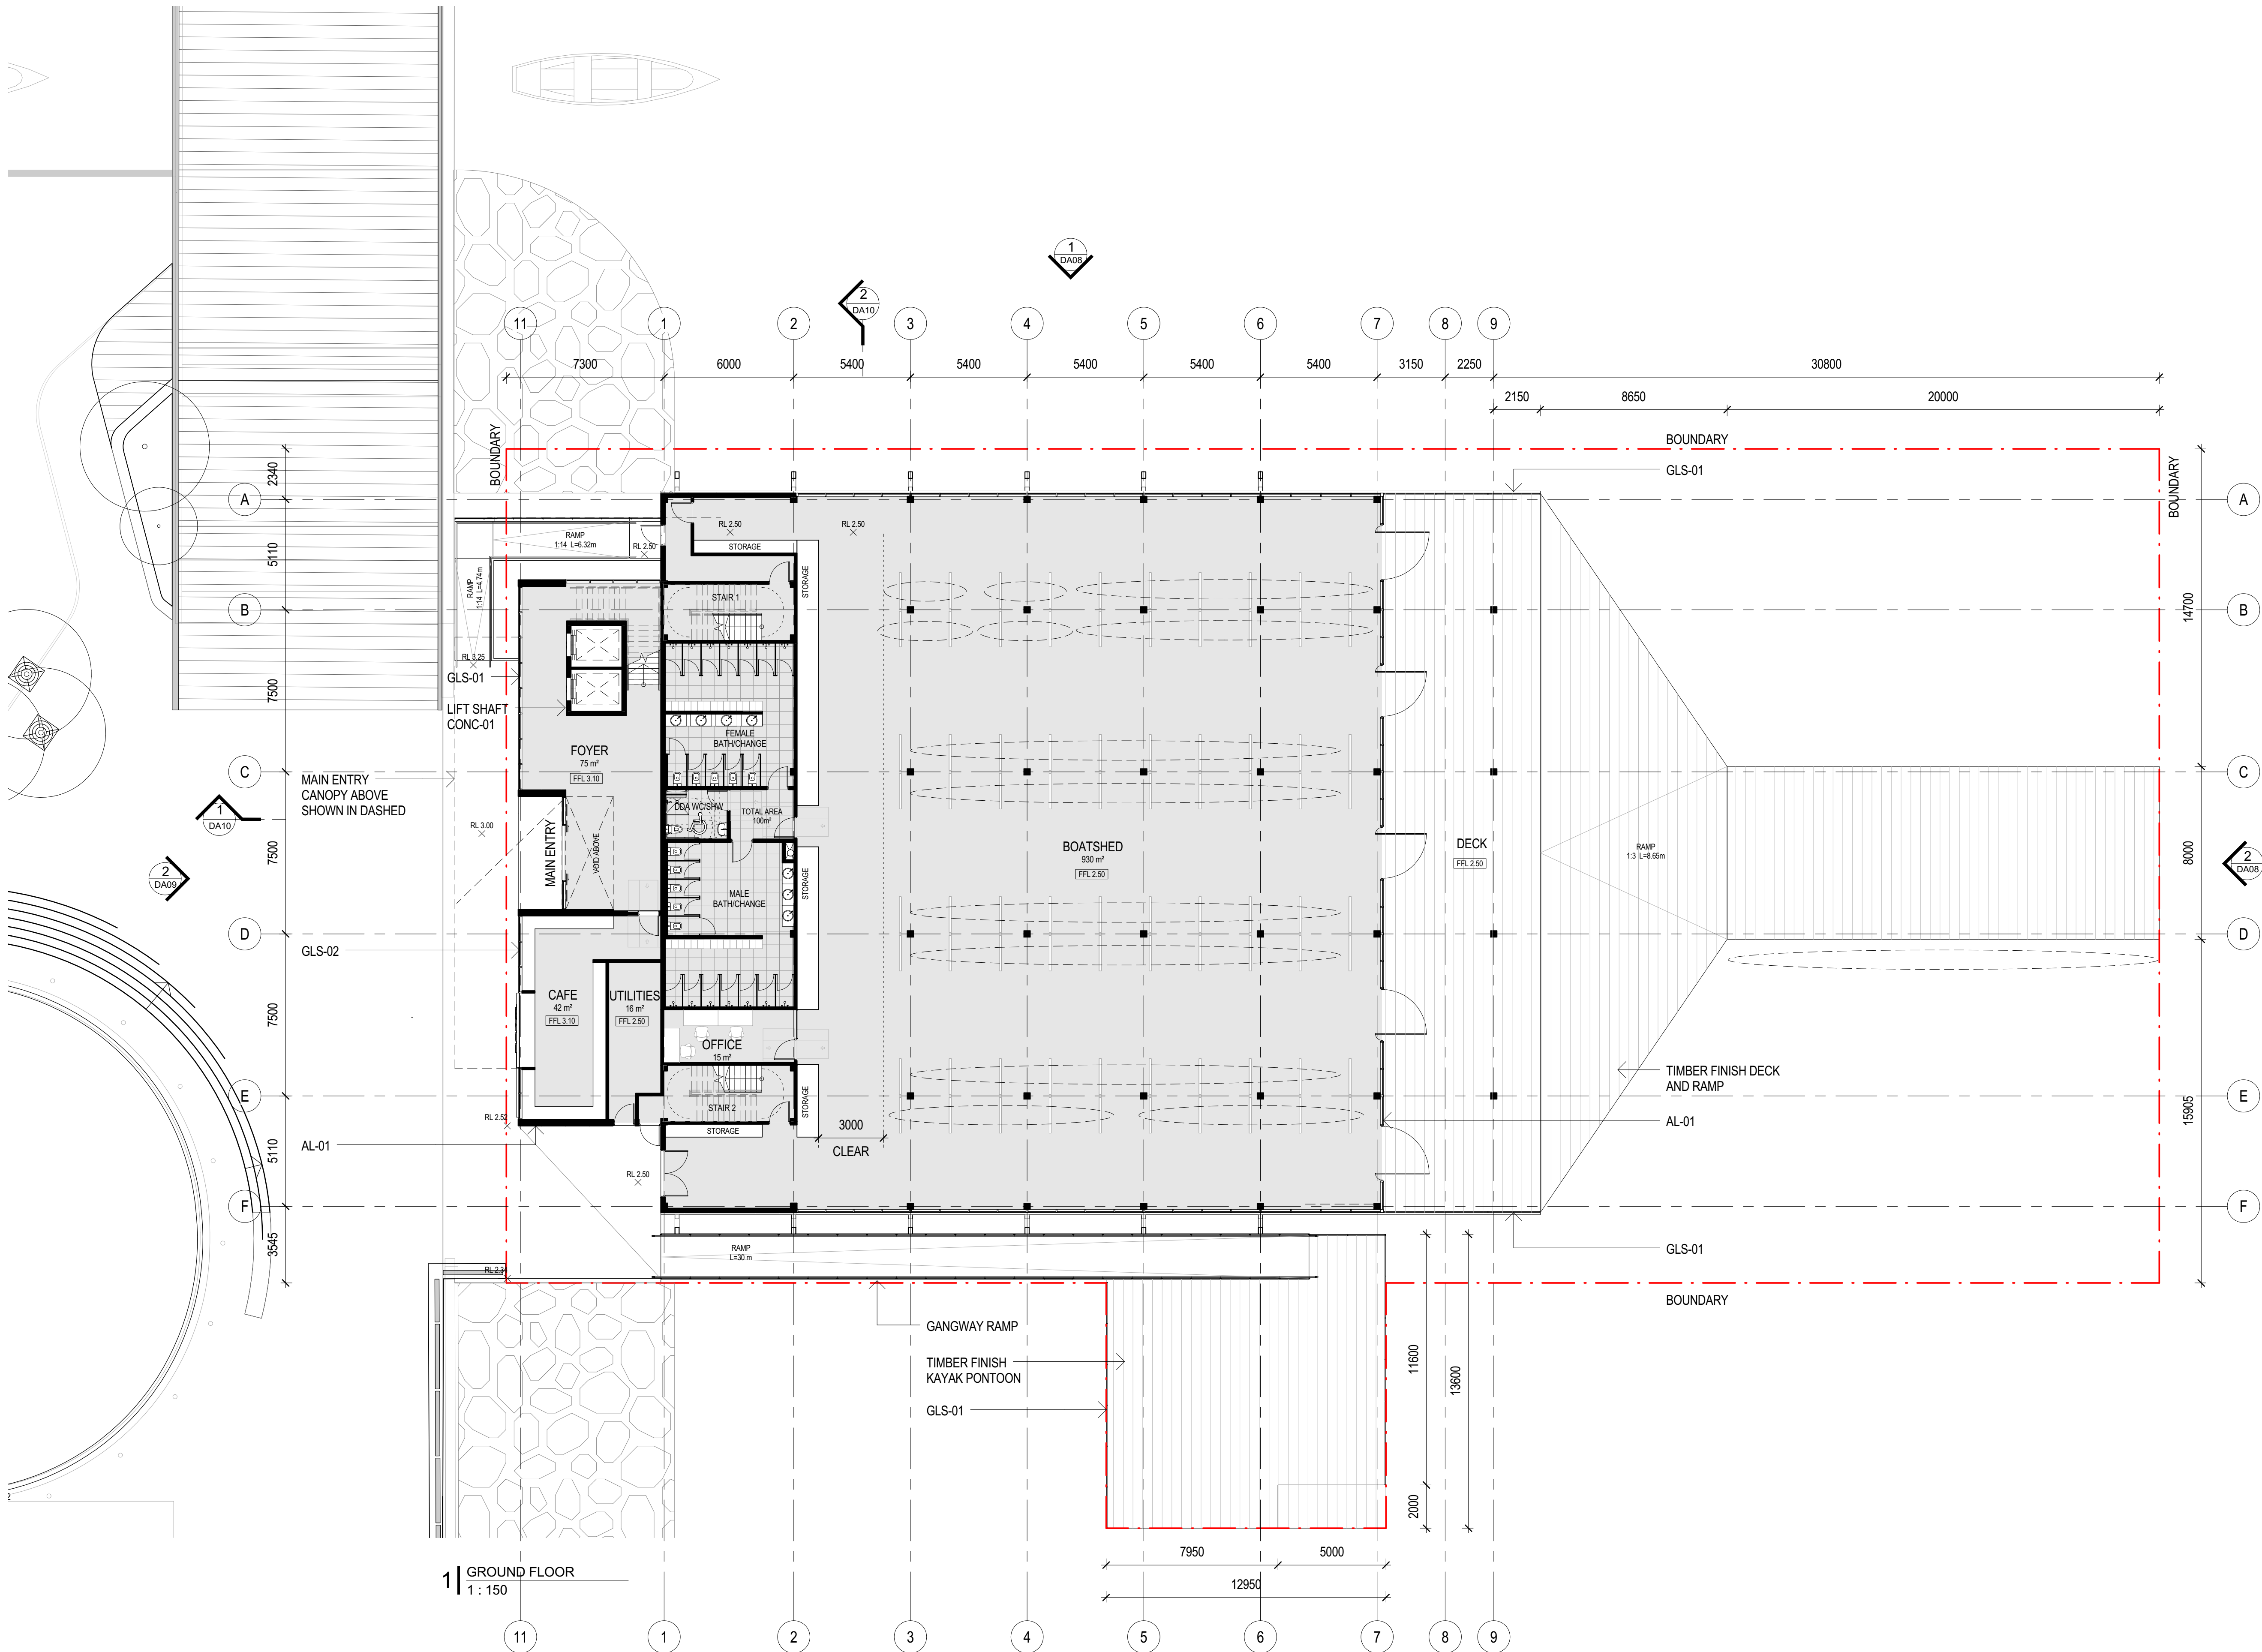 1
DA08
2
DA10
11
1
2
3
4
5
6
7
8
9
7300
6000
5400
5400
5400
5400
5400
3150
2250
30800
2150
8650
20000
BOUNDARY
BOUNDARY
BOUNDARY
GLS-01
2340
A
A
5110
B
B
7500
C
C
7500
D
D
7500
E
E
5110
F
F
3545
14700
8000
15905
RL 2.50
RL 2.50
RL 2.50
RAMP
1:14 L=6.32m
RAMP
1:14 L=4.74m
STORAGE
STORAGE
STAIR 1
RL 3.25
GLS-01
LIFT SHAFT
CONC-01
FOYER
75 m²
FFL 3.10
FEMALE
BATH/CHANGE
MAIN ENTRY
CANOPY ABOVE
SHOWN IN DASHED
1
DA10
2
DA09
RL 3.00
MAIN ENTRY
VOID ABOVE
DDA WC/SHW
TOTAL AREA
100m²
MALE
BATH/CHANGE
STORAGE
BOATSHED
930 m²
FFL 2.50
DECK
FFL 2.50
RAMP
1:3 L=8.65m
2
DA08
GLS-02
CAFE
42 m²
FFL 3.10
UTILITIES
16 m²
FFL 2.50
OFFICE
15 m²
STAIR 2
STORAGE
STORAGE
3000
CLEAR
RL 2.52
AL-01
RL 2.50
TIMBER FINISH DECK
AND RAMP
AL-01
GLS-01
RAMP
L=30 m
BOUNDARY
GANGWAY RAMP
TIMBER FINISH
KAYAK PONTOON
GLS-01
11600
13600
2000
7950
5000
12950
1
GROUND FLOOR
1 : 150
11
1
2
3
4
5
6
7
8
9